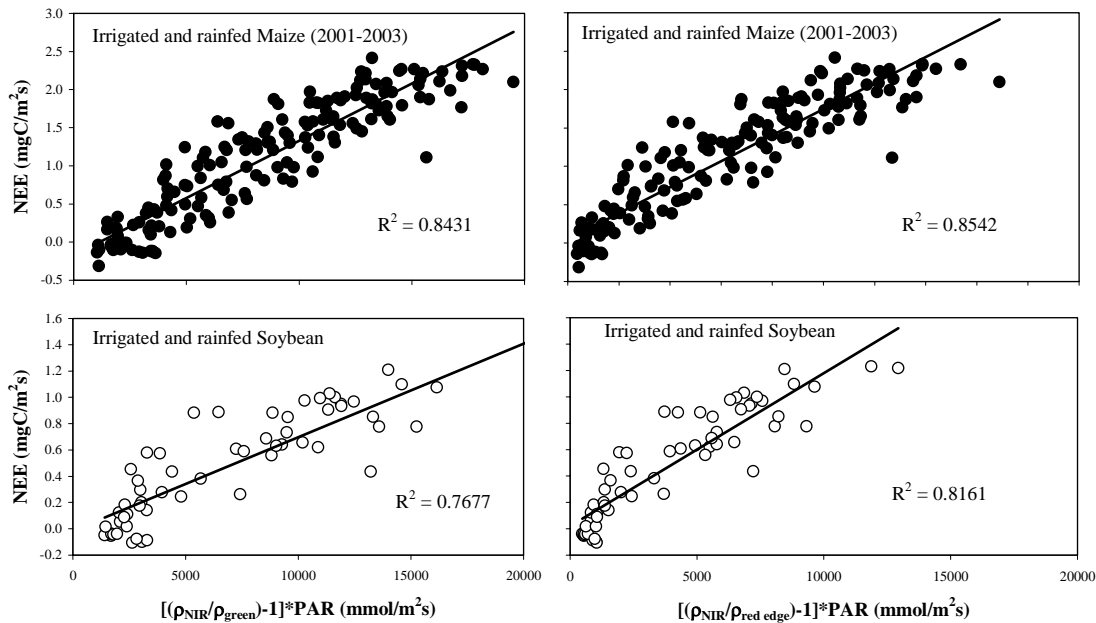 Irrigated and rainfed Maize (2001-2003)
3.0
2.5
2.0
1.5
1.0
0.5
0.0
-0.5
NEE (mgC/m²s)
R² = 0.8431
Irrigated and rainfed Maize (2001-2003)
R² = 0.8542
Irrigated and rainfed Soybean
1.6
1.4
1.2
1.0
0.8
0.6
0.4
0.2
0.0
-0.2
NEE (mgC/m²s)
R² = 0.7677
0 5000 10000 15000 20000
[(ρNIR/ρgreen)-1]*PAR (mmol/m²s)
Irrigated and rainfed Soybean
R² = 0.8161
0 5000 10000 15000 20000
[(ρNIR/ρred edge)-1]*PAR (mmol/m²s)